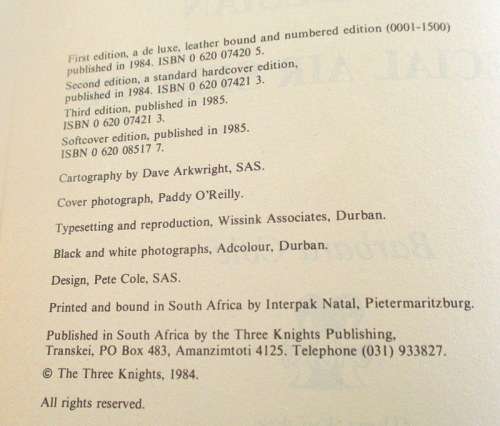 First edition, a de luxe, leather bound and numbered edition (0001-1500)
published in 1984. ISBN 0 620 07420 5.
Second edition, a standard hardcover edition,
published in 1984. ISBN 0 620 07421 3.
Third edition, published in 1985.
ISBN 0 620 07421 3.
Softcover edition, published in 1985.
ISBN 0 620 08517 7.
Cartography by Dave Arkwright, SAS.
Cover photograph, Paddy O'Reilly.
Typesetting and reproduction, Wissink Associates, Durban.
Black and white photographs, Adcolour, Durban.
Design, Pete Cole, SAS.
Printed and bound in South Africa by Interpak Natal, Pietermaritzburg.
Published in South Africa by the Three Knights Publishing,
Transkei, PO Box 483, Amanzimtoti 4125. Telephone (031) 933827.
© The Three Knights, 1984.
All rights reserved.